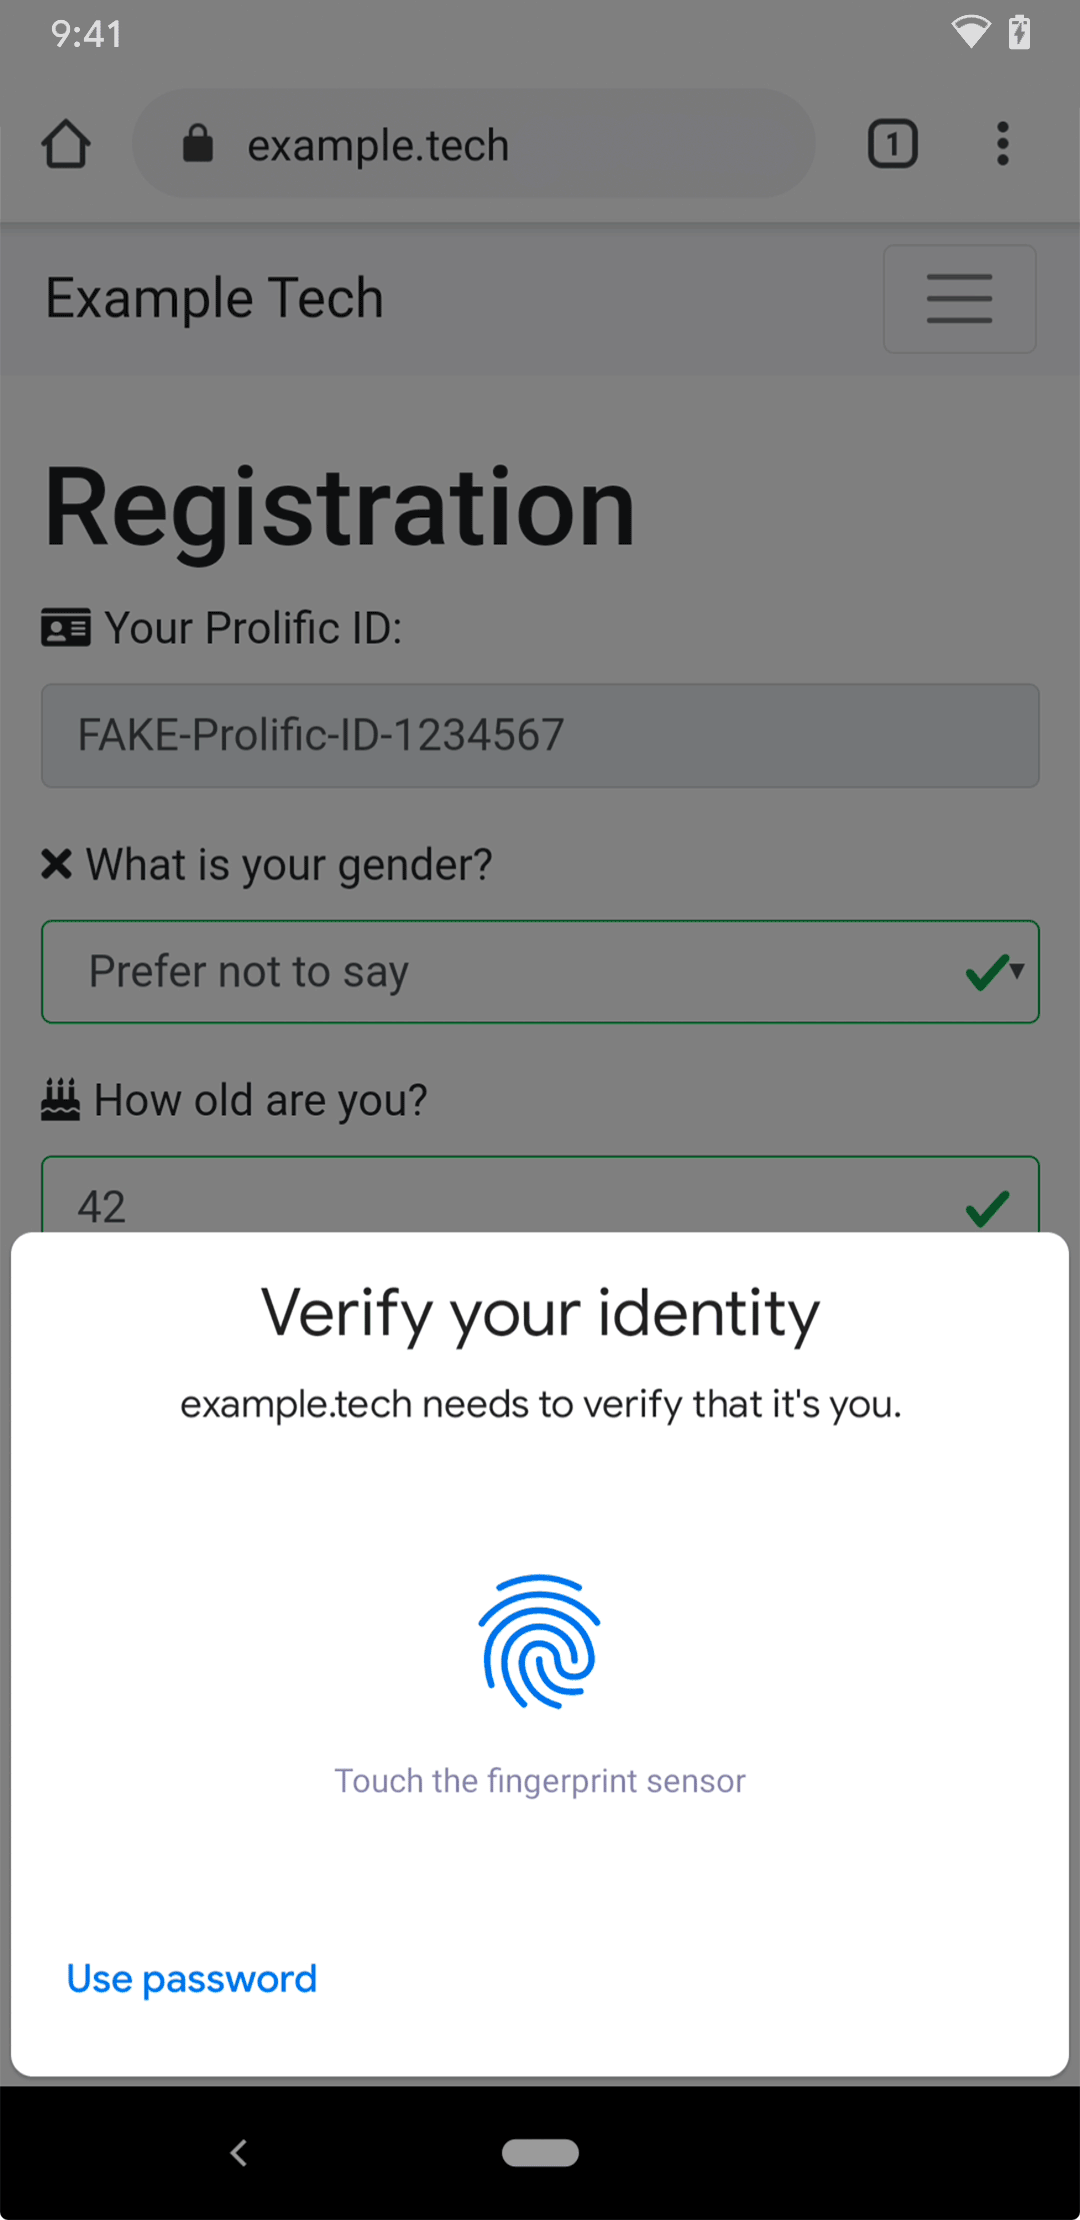 9:41
example.tech
1
Example Tech
Registration
Your Prolific ID:
FAKE-Prolific-ID-1234567
What is your gender?
Prefer not to say
How old are you?
42
Verify your identity
example.tech needs to verify that it's you.
Touch the fingerprint sensor
Use password